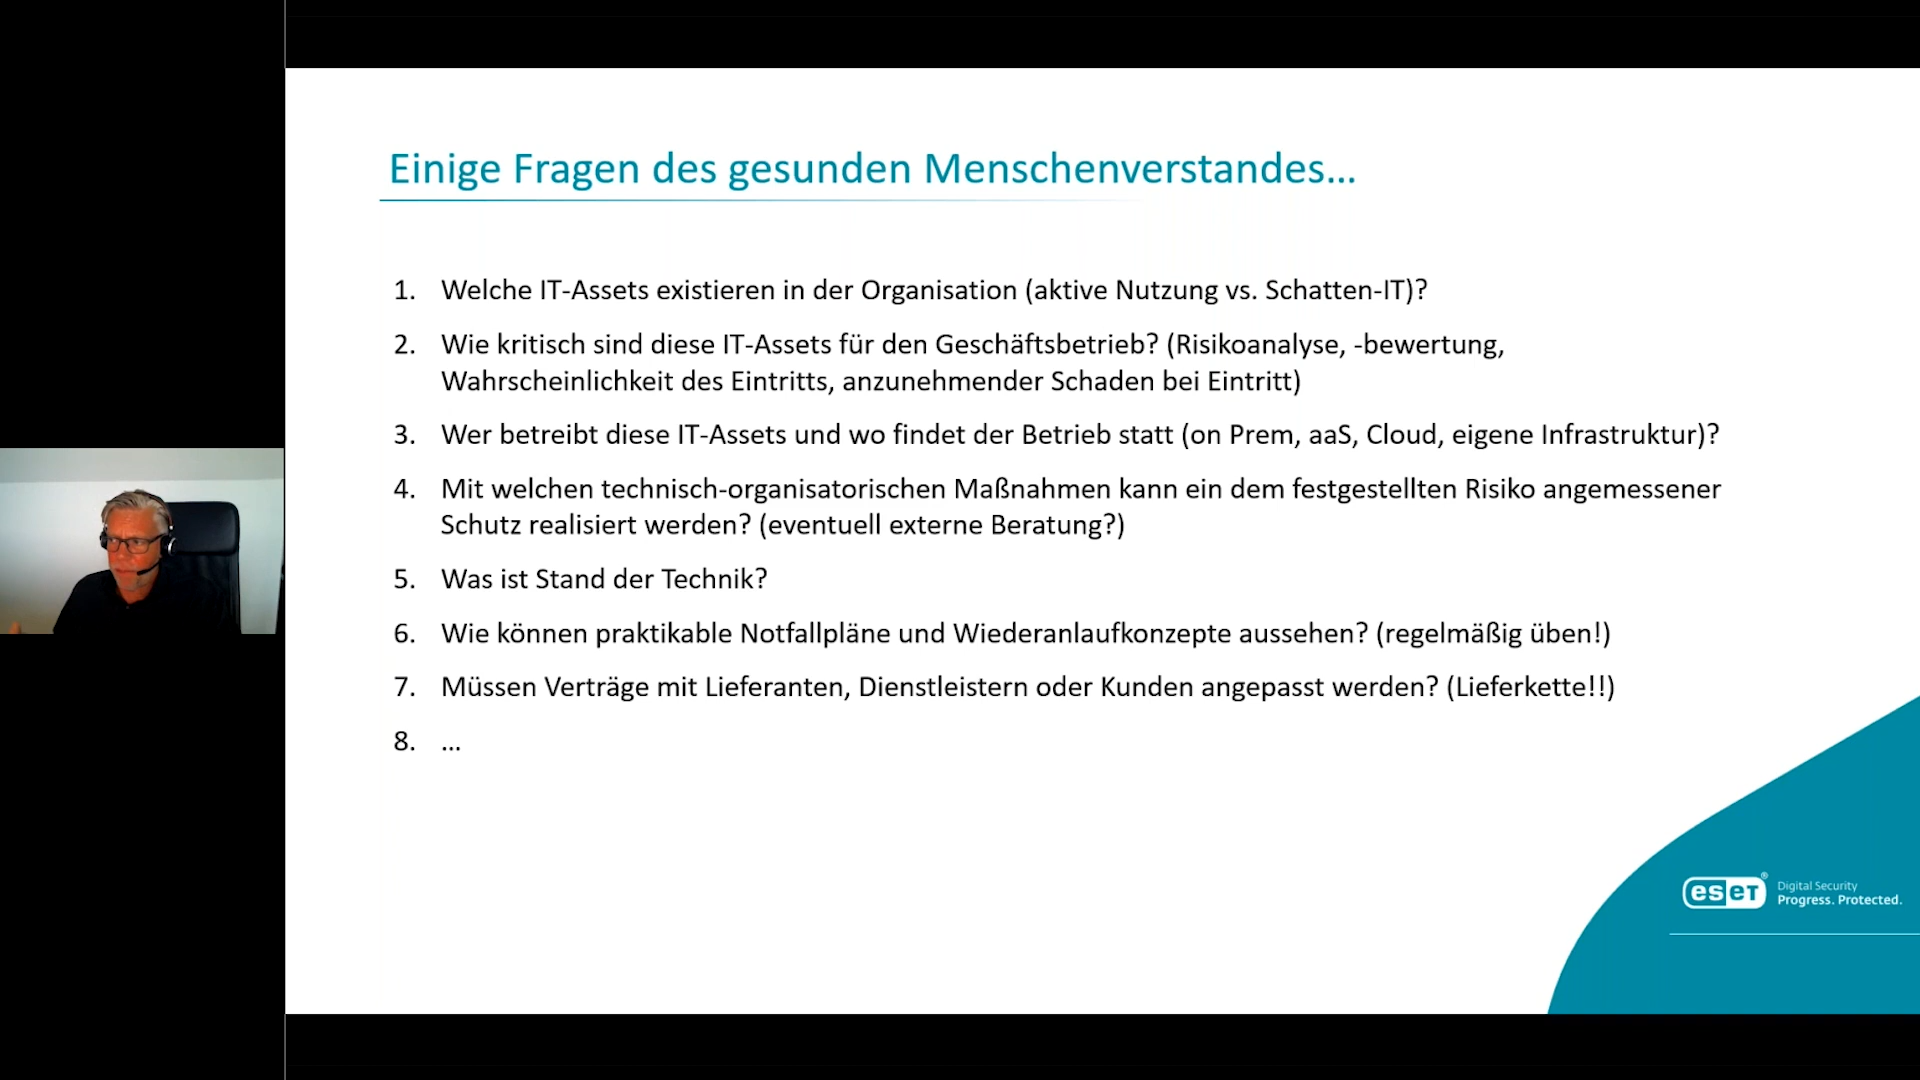 Einige Fragen des gesunden Menschenverstandes...
1. Welche IT-Assets existieren in der Organisation (aktive Nutzung vs. Schatten-IT)?
2. Wie kritisch sind diese IT-Assets für den Geschäftsbetrieb? (Risikoanalyse, -bewertung,
Wahrscheinlichkeit des Eintritts, anzunehmender Schaden bei Eintritt)
3. Wer betreibt diese IT-Assets und wo findet der Betrieb statt (on Prem, aaS, Cloud, eigene Infrastruktur)?
4. Mit welchen technisch-organisatorischen Maßnahmen kann ein dem festgestellten Risiko angemessener
Schutz realisiert werden? (eventuell externe Beratung?)
5. Was ist Stand der Technik?
6. Wie können praktikable Notfallpläne und Wiederanlaufkonzepte aussehen? (regelmäßig üben!)
7. Müssen Verträge mit Lieferanten, Dienstleistern oder Kunden angepasst werden? (Lieferkette!!)
8. ...
eseT®
Digital Security
Progress. Protected.